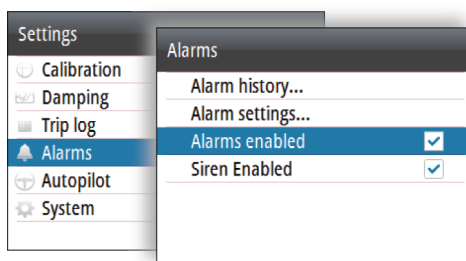 Settings
Calibration
Damping
Trip log
Alarms
Autopilot
System
Alarms
Alarm history...
Alarm settings...
Alarms enabled
Siren Enabled